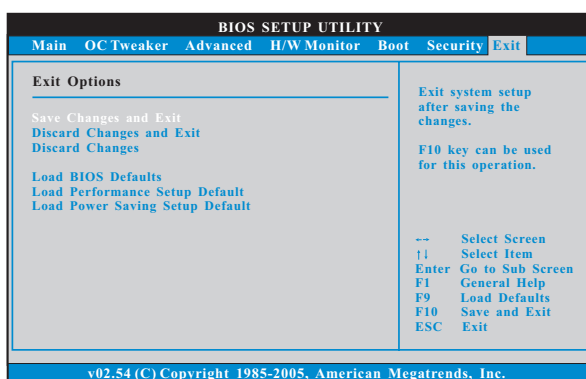 BIOS SETUP UTILITY
Main OC Tweaker Advanced H/W Monitor Boot Security Exit
Exit Options
Save Changes and Exit
Discard Changes and Exit
Discard Changes
Load BIOS Defaults
Load Performance Setup Default
Load Power Saving Setup Default
Exit system setup
after saving the
changes.
F10 key can be used
for this operation.
←→ Select Screen
↑↓ Select Item
Enter Go to Sub Screen
F1 General Help
F9 Load Defaults
F10 Save and Exit
ESC Exit
v02.54 (C) Copyright 1985-2005, American Megatrends, Inc.